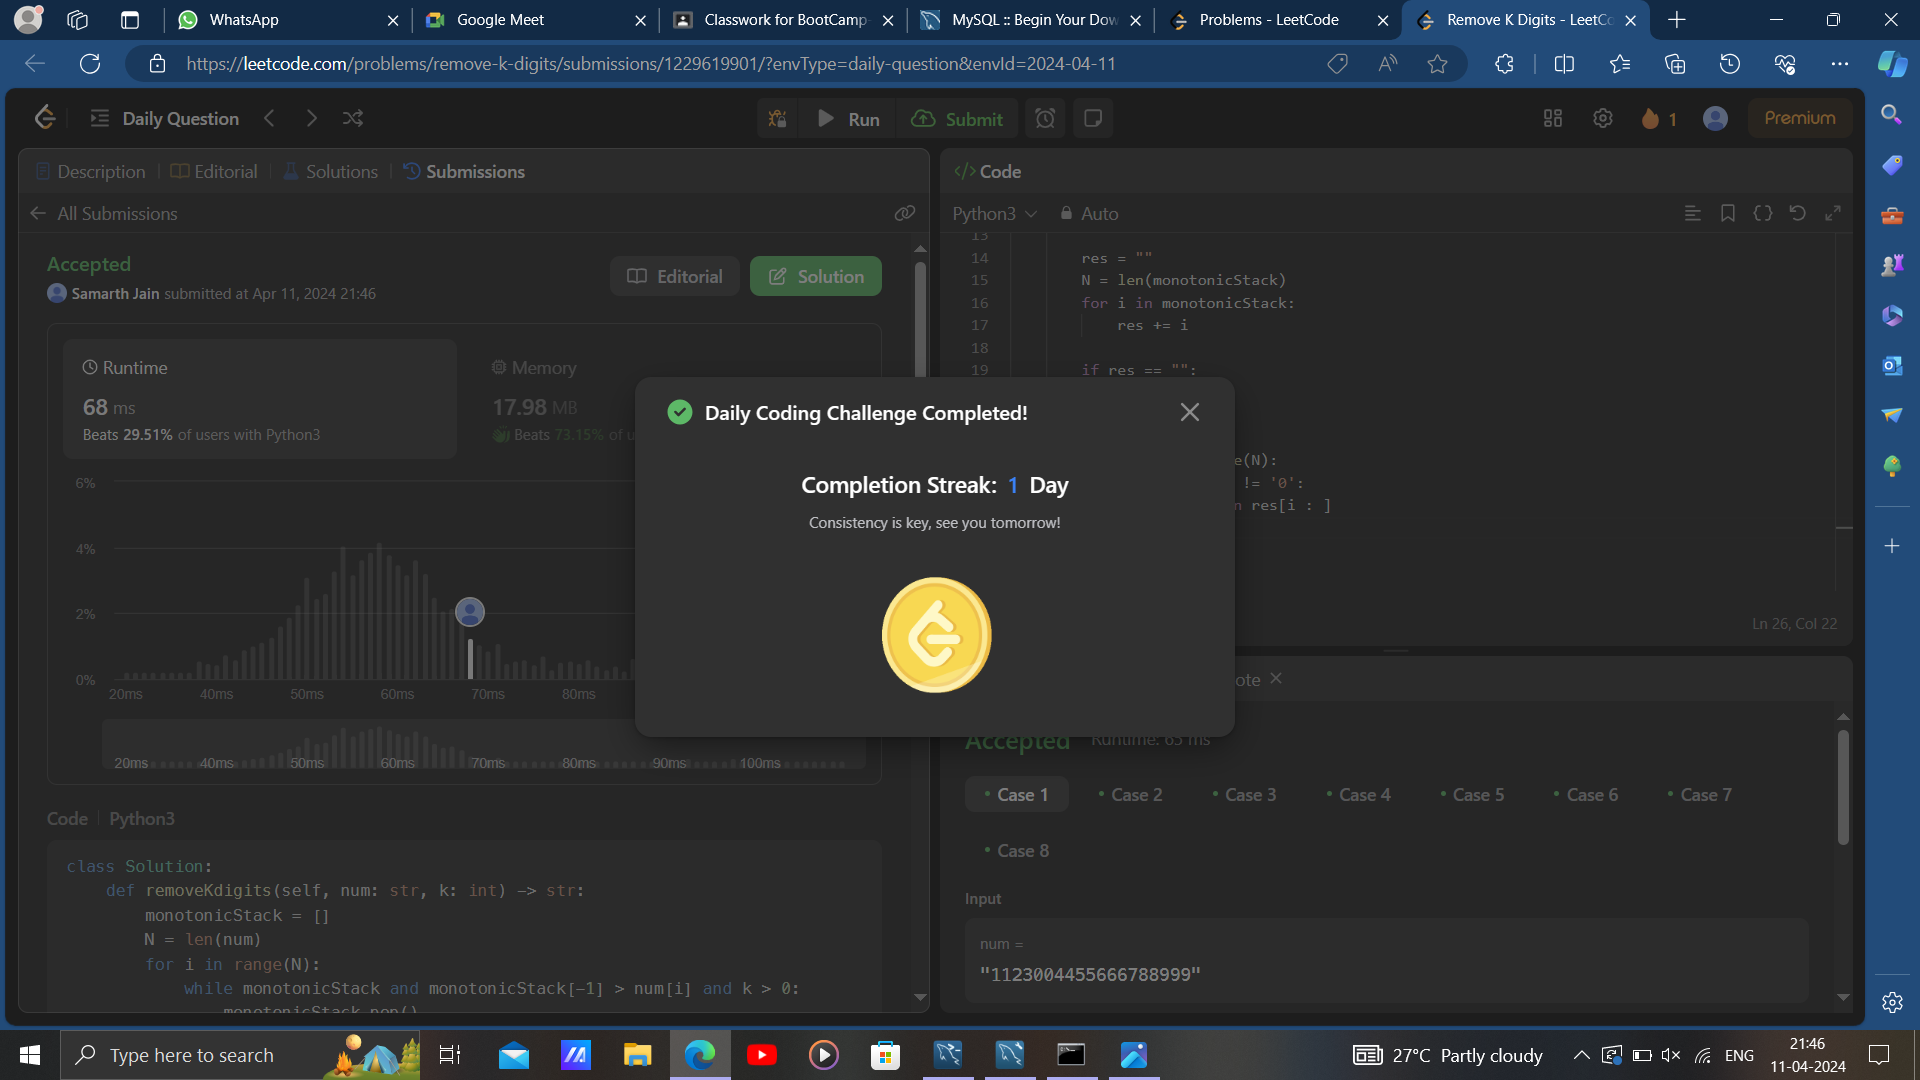 WhatsApp
Google Meet
Classwork for BootCamp-
MySQL :: Begin Your Dow
Problems - LeetCode
Remove K Digits - LeetCo
https://leetcode.com/problems/remove-k-digits/submissions/1229619901/?envType=daily-question&envId=2024-04-11
Daily Question
Run
Submit
1
Premium
Description
Editorial
Solutions
Submissions
</> Code
All Submissions
Python3
Auto
Accepted
Samarth Jain submitted at Apr 11, 2024 21:46
Editorial
Solution
Runtime
68 ms
Beats 29.51% of users with Python3
Memory
17.98 MB
Beats 73.15% of u
6%
4%
2%
0%
20ms 40ms 50ms 60ms 70ms 80ms
20ms 40ms 50ms 60ms 70ms 80ms 90ms 100ms
Code | Python3
class Solution:
    def removeKdigits(self, num: str, k: int) -> str:
        monotonicStack = []
        N = len(num)
        for i in range(N):
            while monotonicStack and monotonicStack[-1] > num[i] and k > 0:
                monotonicStack.pop()
13
14 res = ""
15 N = len(monotonicStack)
16 for i in monotonicStack:
17     res += i
18
19 if res == "":
e(N):
!= '0':
n res[i : ]
Ln 26, Col 22
Daily Coding Challenge Completed!
Completion Streak: 1 Day
Consistency is key, see you tomorrow!
ote
Accepted Runtime: 65 ms
Case 1
Case 2
Case 3
Case 4
Case 5
Case 6
Case 7
Case 8
Input
num =
"1123004455666788999"
Type here to search
27°C Partly cloudy
ENG
21:46
11-04-2024